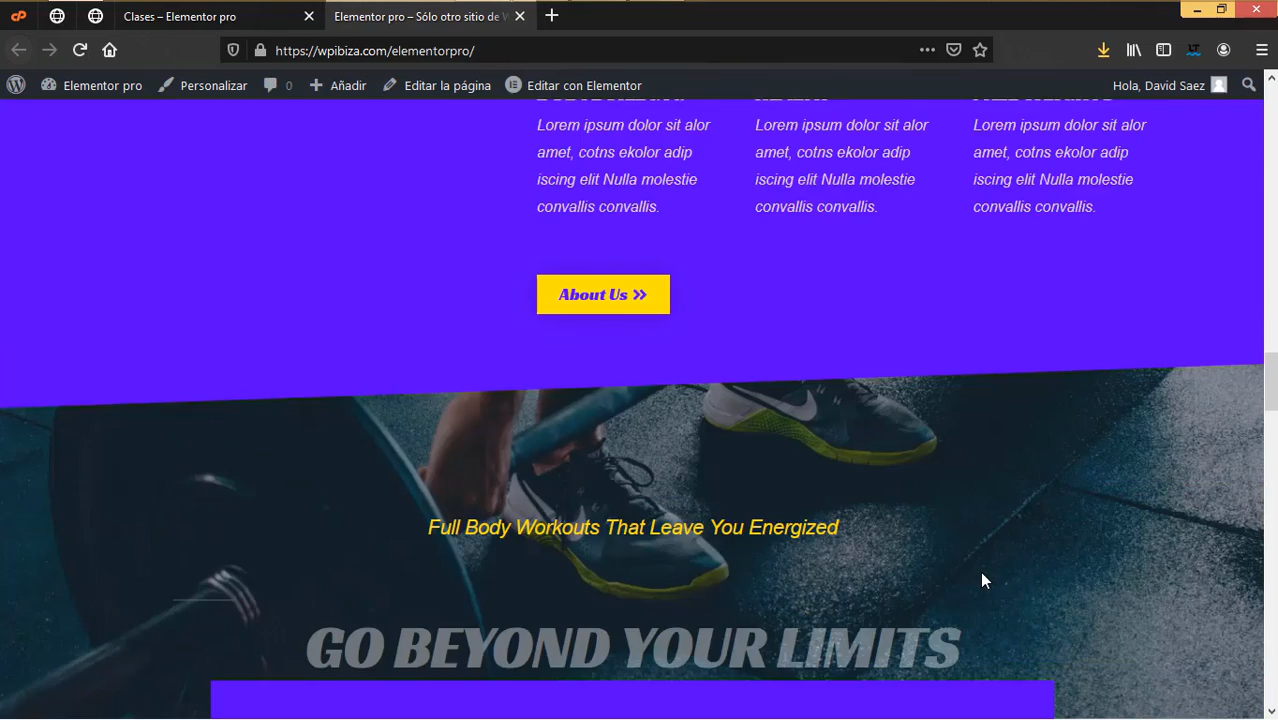 Clases – Elementor pro
Elementor pro – Sólo otro sitio de
https://wpibiza.com/elementorpro/
Elementor pro
Personalizar
0
Añadir
Editar la página
Editar con Elementor
Hola, David Saez
Lorem ipsum dolor sit alor
amet, cotns ekolor adip
iscing elit Nulla molestie
convallis convallis.
Lorem ipsum dolor sit alor
amet, cotns ekolor adip
iscing elit Nulla molestie
convallis convallis.
Lorem ipsum dolor sit alor
amet, cotns ekolor adip
iscing elit Nulla molestie
convallis convallis.
About Us
Full Body Workouts That Leave You Energized
GO BEYOND YOUR LIMITS